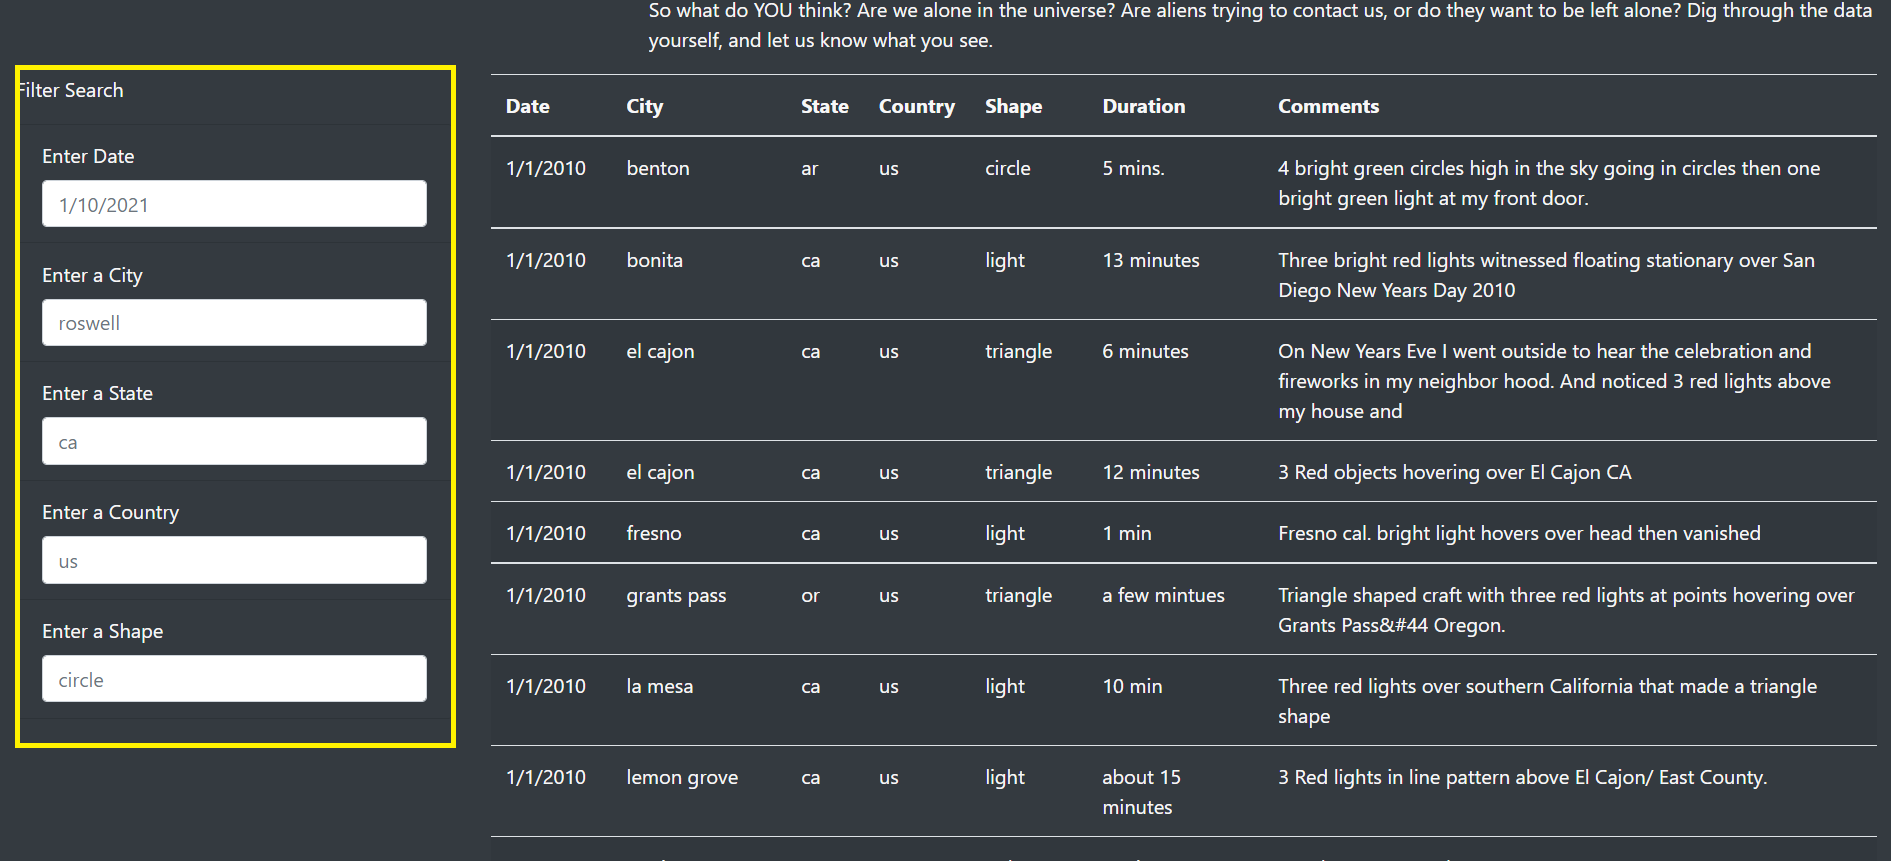 So what do YOU think? Are we alone in the universe? Are aliens trying to contact us, or do they want to be left alone? Dig through the data
yourself, and let us know what you see.
Filter Search
Enter Date
1/10/2021
Enter a City
roswell
Enter a State
ca
Enter a Country
us
Enter a Shape
circle
Date City State Country Shape Duration Comments
1/1/2010 benton ar us circle 5 mins. 4 bright green circles high in the sky going in circles then one
bright green light at my front door.
1/1/2010 bonita ca us light 13 minutes Three bright red lights witnessed floating stationary over San
Diego New Years Day 2010
1/1/2010 el cajon ca us triangle 6 minutes On New Years Eve I went outside to hear the celebration and
fireworks in my neighbor hood. And noticed 3 red lights above
my house and
1/1/2010 el cajon ca us triangle 12 minutes 3 Red objects hovering over El Cajon CA
1/1/2010 fresno ca us light 1 min Fresno cal. bright light hovers over head then vanished
1/1/2010 grants pass or us triangle a few mintues Triangle shaped craft with three red lights at points hovering over
Grants Pass&#44 Oregon.
1/1/2010 la mesa ca us light 10 min Three red lights over southern California that made a triangle
shape
1/1/2010 lemon grove ca us light about 15 3 Red lights in line pattern above El Cajon/ East County.
minutes